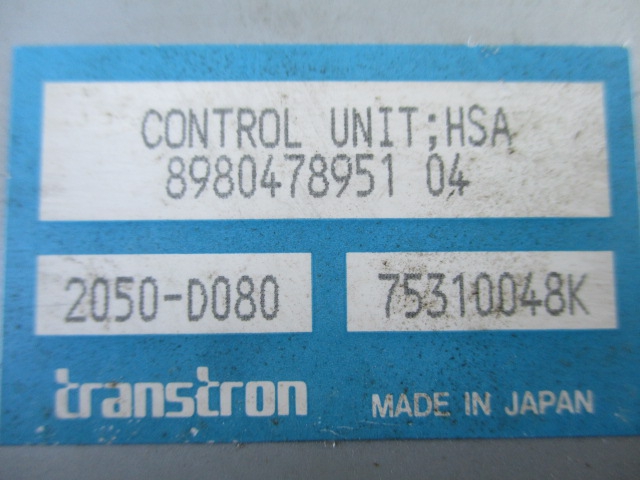 CONTROL UNIT;HSA
8980478951 04
2050-D080 75310048K
transtron MADE IN JAPAN